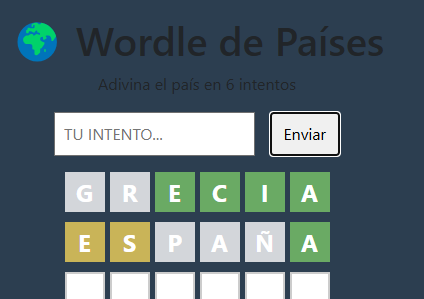 Wordle de Países
Adivina el país en 6 intentos
TU INTENTO... Enviar
G R E C I A
E S P A Ñ A